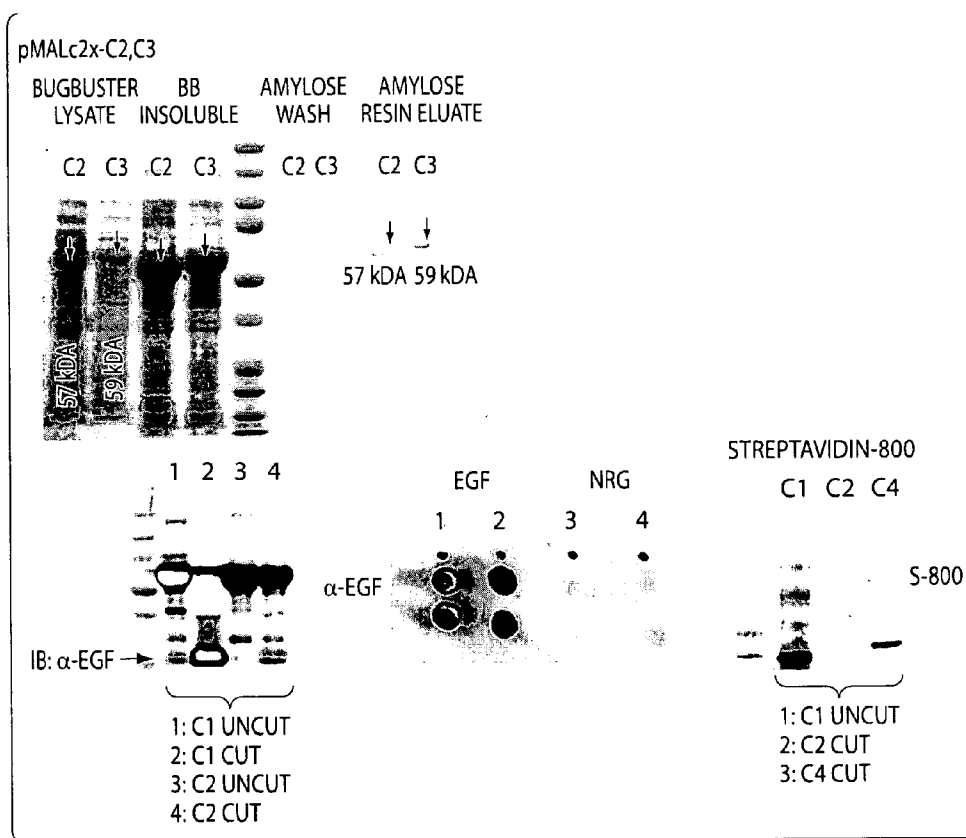 pMALc2x-C2,C3
BUGBUSTER LYSATE
BB INSOLUBLE
AMYLOSE WASH
AMYLOSE RESIN ELUATE
C2 C3 C2 C3 C2 C3 C2 C3
57 kDA 59 kDA
57 kDA
59 kDA
1 2 3 4
IB: α-EGF
1: C1 UNCUT
2: C1 CUT
3: C2 UNCUT
4: C2 CUT
EGF NRG
1 2 3 4
α-EGF
STREPTAVIDIN-800
C1 C2 C4
S-800
1: C1 UNCUT
2: C2 CUT
3: C4 CUT